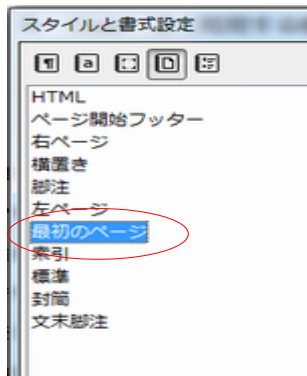 スタイルと書式設定
HTML
ページ開始フッター
右ページ
横置き
脚注
左ページ
最初のページ
索引
標準
封筒
文末脚注